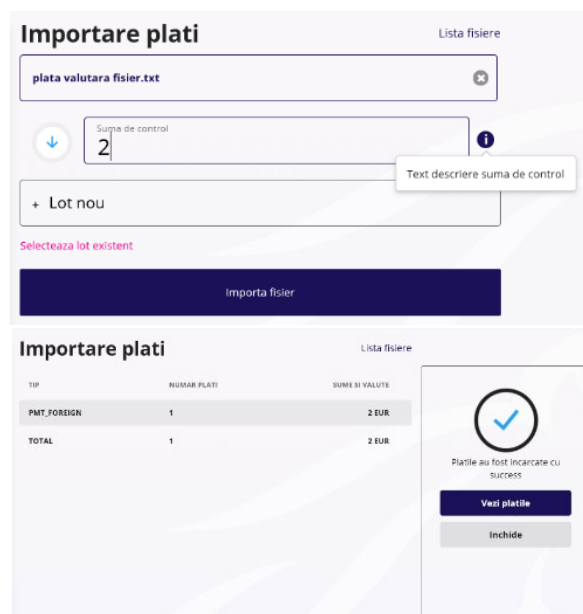 Importare plati
Lista fisiere
plata valutara fisier.txt
Suma de control
2
Text descriere suma de control
+ Lot nou
Selecteaza lot existent
Importa fisier
Importare plati
Lista fisiere
TIP NUMAR PLATI SUME SI VALUTE
PMT_FOREIGN 1 2 EUR
TOTAL 1 2 EUR
Platile au fost incarcate cu
success
Vezi platile
Inchide